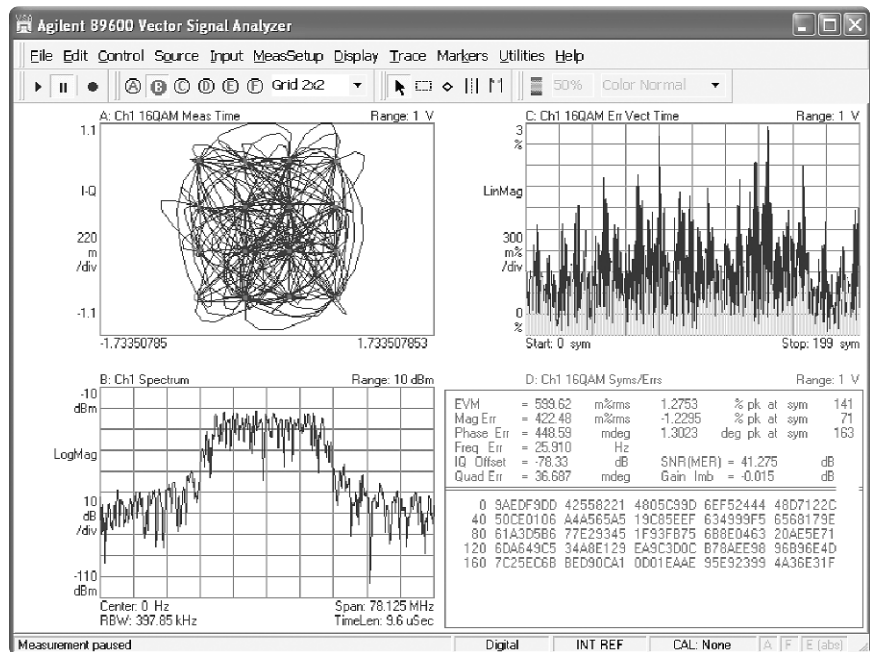 Agilent 89600 Vector Signal Analyzer
File Edit Control Source Input MeasSetup Display Trace Markers Utilities Help
A B C D E F Grid 2x2 50% Color Normal
A: Ch1 16QAM Meas Time Range: 1 V
1.1
I-Q
220
m
/div
-1.1
-1.73350785 1.733507853
C: Ch1 16QAM Err Vect Time Range: 1 V
3
%
LinMag
300
m%
/div
0
%
Start: 0 sym Stop: 199 sym
B: Ch1 Spectrum Range: 10 dBm
-10
dBm
LogMag
10
dB
/div
-110
dBm
Center: 0 Hz Span: 78.125 MHz
RBW: 397.85 kHz TimeLen: 9.6 uSec
D: Ch1 16QAM Syms/Errs Range: 1 V
EVM = 599.62 m%rms 1.2753 % pk at sym 141
Mag Err = 422.48 m%rms -1.2295 % pk at sym 71
Phase Err = 448.59 mdeg 1.3023 deg pk at sym 163
Freq Err = 25.910 Hz
IQ Offset = -78.33 dB SNR(MER) = 41.275 dB
Quad Err = 36.687 mdeg Gain Imb = -0.015 dB
0 9AEDF9DD 42558221 4805C99D 6EF52444 48D7122C
40 50CE0106 A4A565A5 19C85EEF 634999F5 6568179E
80 61A3D5B6 77E29345 1F93FB75 6B8E0463 20AE5E71
120 6DA649C5 34A8E129 EA9C3D0C B78AEE98 96B96E4D
160 7C25EC6B BED90CA1 0D01EAAE 95E92399 4A36E31F
Measurement paused Digital INT REF CAL: None A F E (abs)